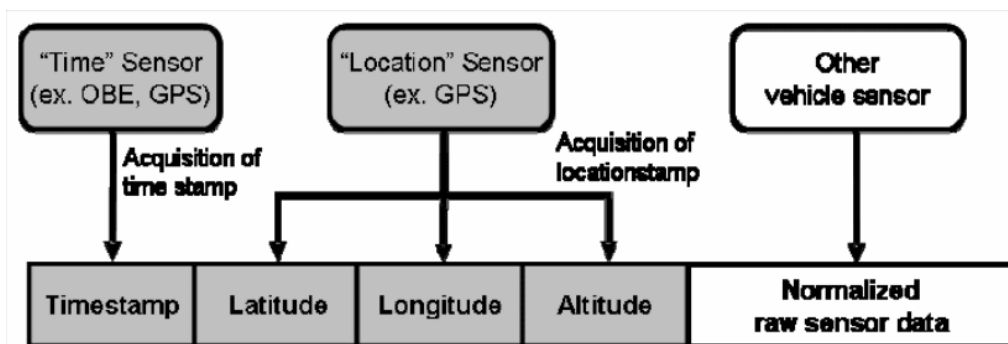 “Time” Sensor
(ex. OBE, GPS)
“Location” Sensor
(ex. GPS)
Other
vehicle sensor
Acquisition of
time stamp
Acquisition of
locationstamp
Timestamp
Latitude
Longitude
Altitude
Normalized
raw sensor data